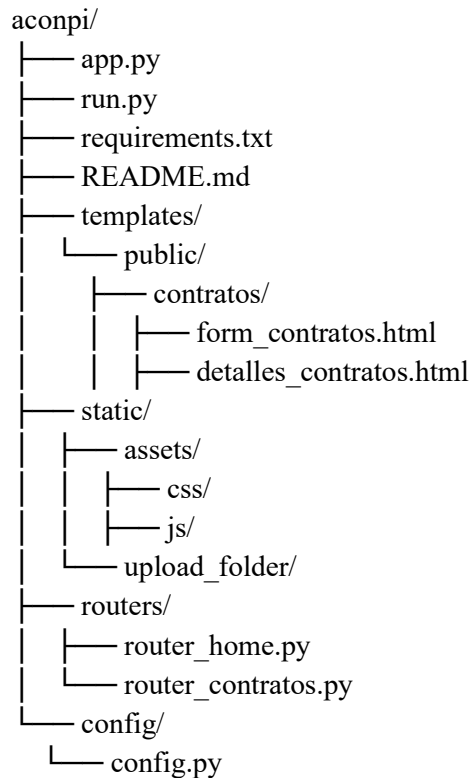 aconpi/
├── app.py
├── run.py
├── requirements.txt
├── README.md
├── templates/
│   └── public/
│       ├── contratos/
│       │   ├── form_contratos.html
│       │   ├── detalles_contratos.html
├── static/
│   ├── assets/
│   │   ├── css/
│   │   ├── js/
│   └── upload_folder/
├── routers/
│   ├── router_home.py
│   └── router_contratos.py
└── config/
    └── config.py